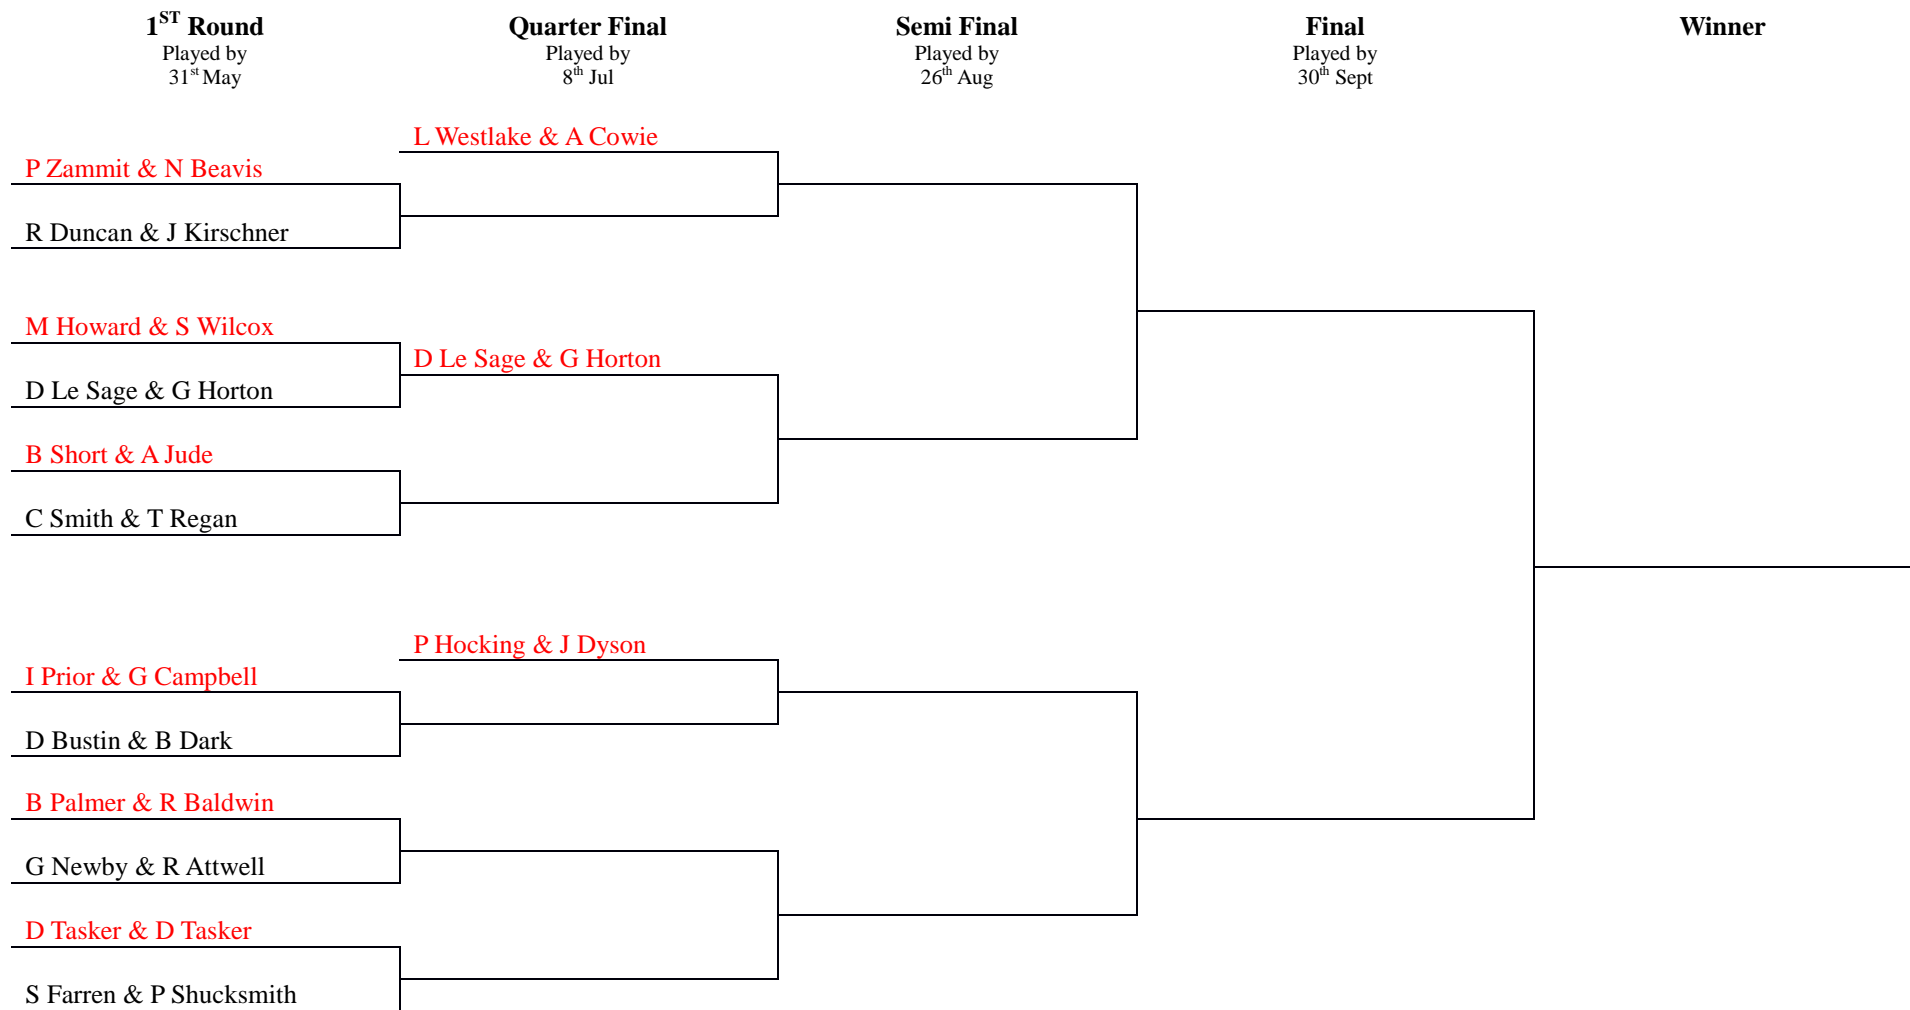 1ST Round
Played by
31st May
Quarter Final
Played by
8th Jul
Semi Final
Played by
26th Aug
Final
Played by
30th Sept
Winner
L Westlake & A Cowie
P Zammit & N Beavis
R Duncan & J Kirschner
M Howard & S Wilcox
D Le Sage & G Horton
D Le Sage & G Horton
B Short & A Jude
C Smith & T Regan
P Hocking & J Dyson
I Prior & G Campbell
D Bustin & B Dark
B Palmer & R Baldwin
G Newby & R Attwell
D Tasker & D Tasker
S Farren & P Shucksmith